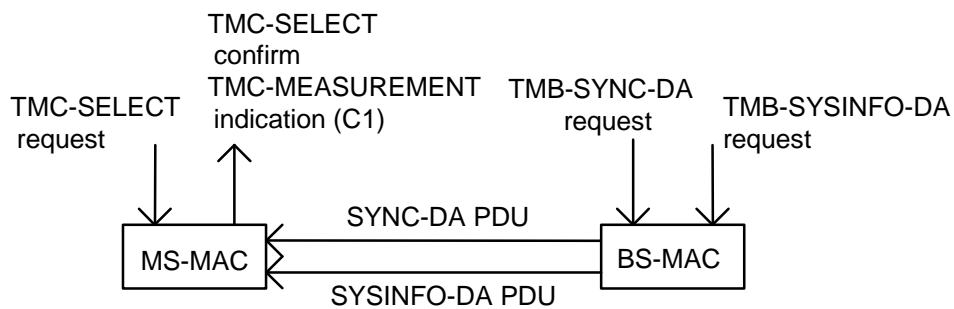 TMC-SELECT
confirm
TMC-MEASUREMENT
indication (C1)
TMC-SELECT
request
TMB-SYNC-DA
request
TMB-SYSINFO-DA
request
SYNC-DA PDU
MS-MAC
BS-MAC
SYSINFO-DA PDU